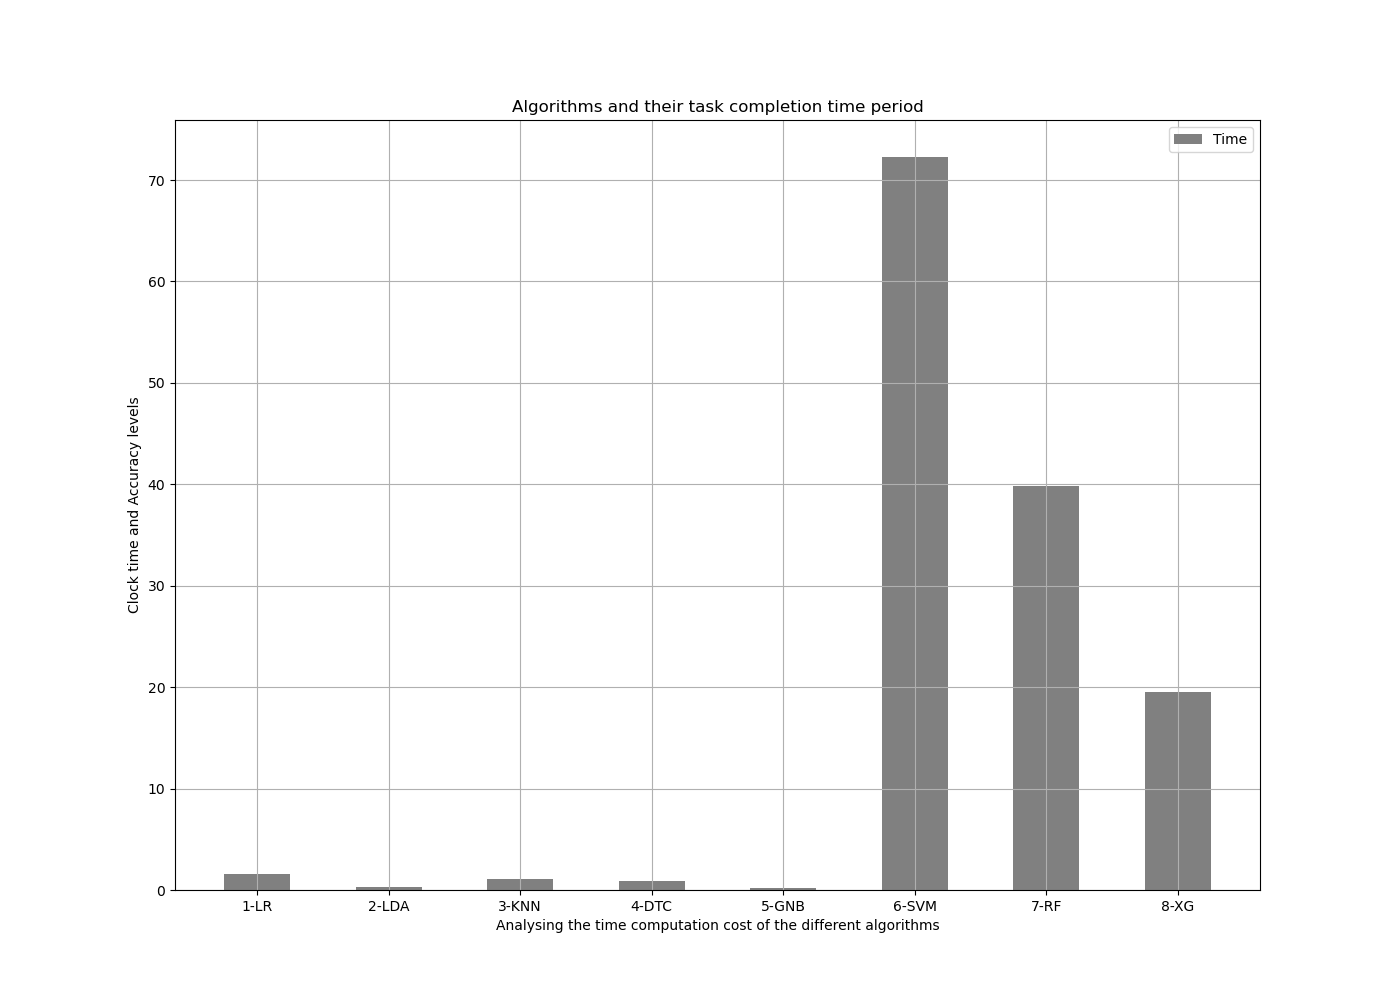 Algorithms and their task completion time period
Time
70
60
50
40
30
20
10
0
Clock time and Accuracy levels
1-LR 2-LDA 3-KNN 4-DTC 5-GNB 6-SVM 7-RF 8-XG
Analysing the time computation cost of the different algorithms